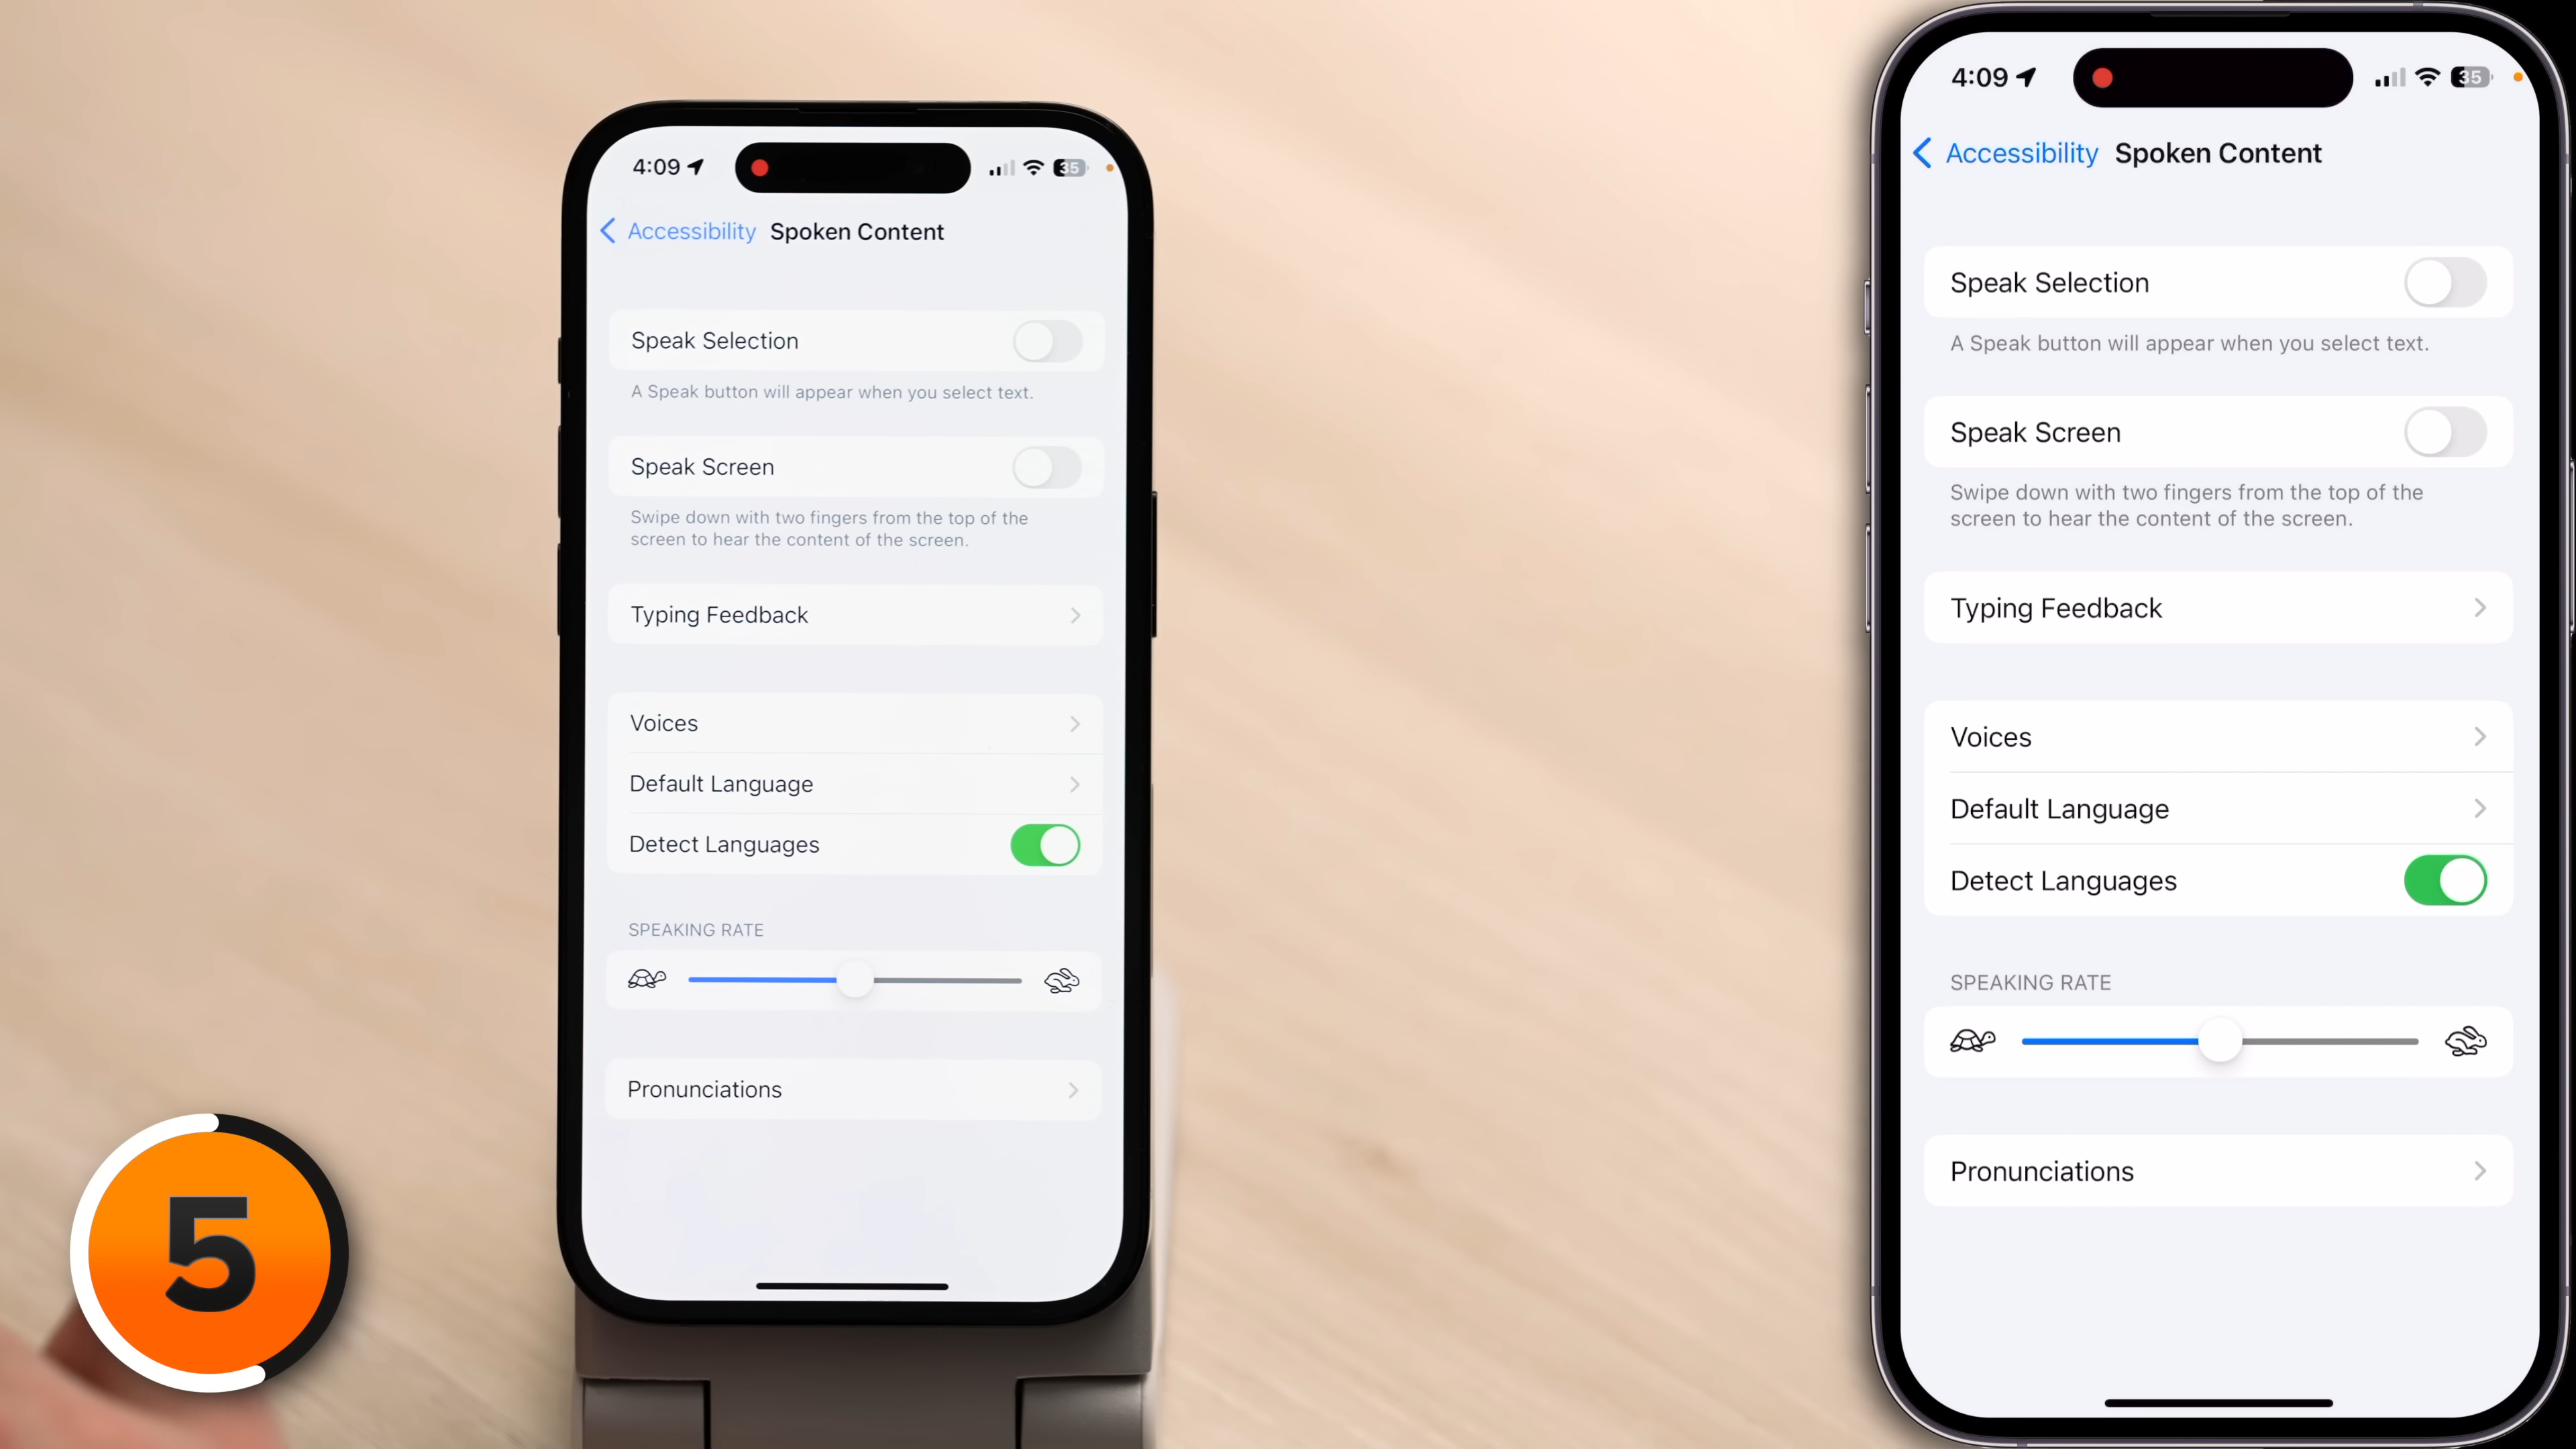 4:09
35
Accessibility Spoken Content
Speak Selection
A Speak button will appear when you select text.
Speak Screen
Swipe down with two fingers from the top of the
screen to hear the content of the screen.
Typing Feedback
Voices
Default Language
Detect Languages
SPEAKING RATE
Pronunciations
5
4:09
35
Accessibility Spoken Content
Speak Selection
A Speak button will appear when you select text.
Speak Screen
Swipe down with two fingers from the top of the
screen to hear the content of the screen.
Typing Feedback
Voices
Default Language
Detect Languages
SPEAKING RATE
Pronunciations